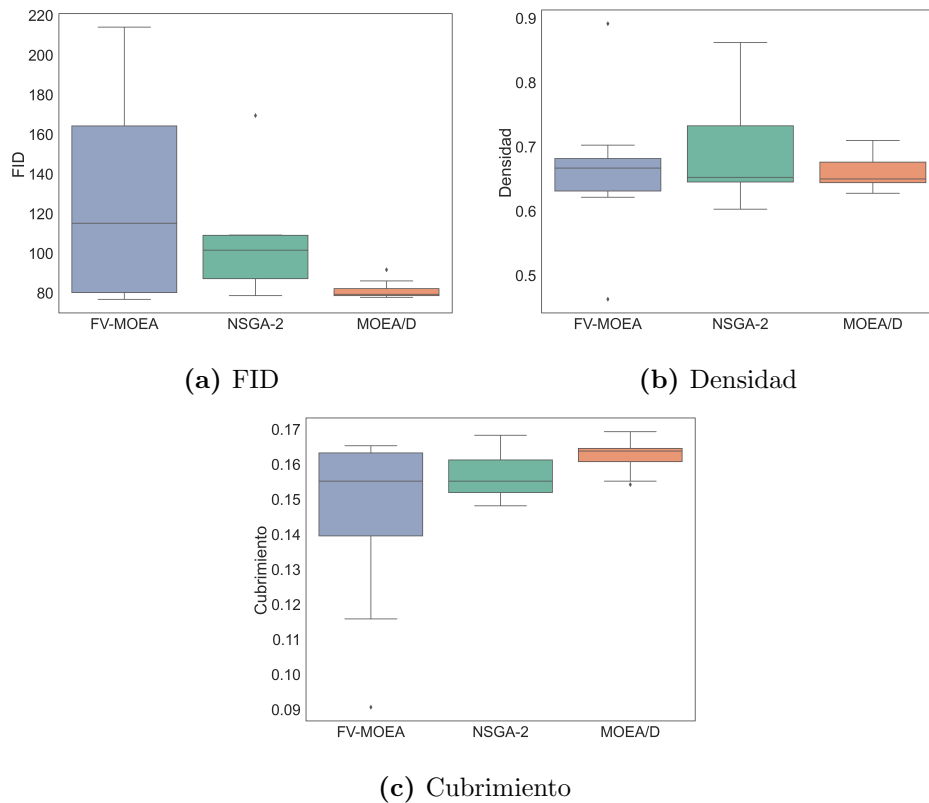 220
200
180
160
140
120
100
80
FID
FV-MOEA NSGA-2 MOEA/D
(a) FID
0.9
0.8
0.7
0.6
0.5
Densidad
FV-MOEA NSGA-2 MOEA/D
(b) Densidad
0.17
0.16
0.15
0.14
0.13
0.12
0.11
0.10
0.09
Cubrimiento
FV-MOEA NSGA-2 MOEA/D
(c) Cubrimiento